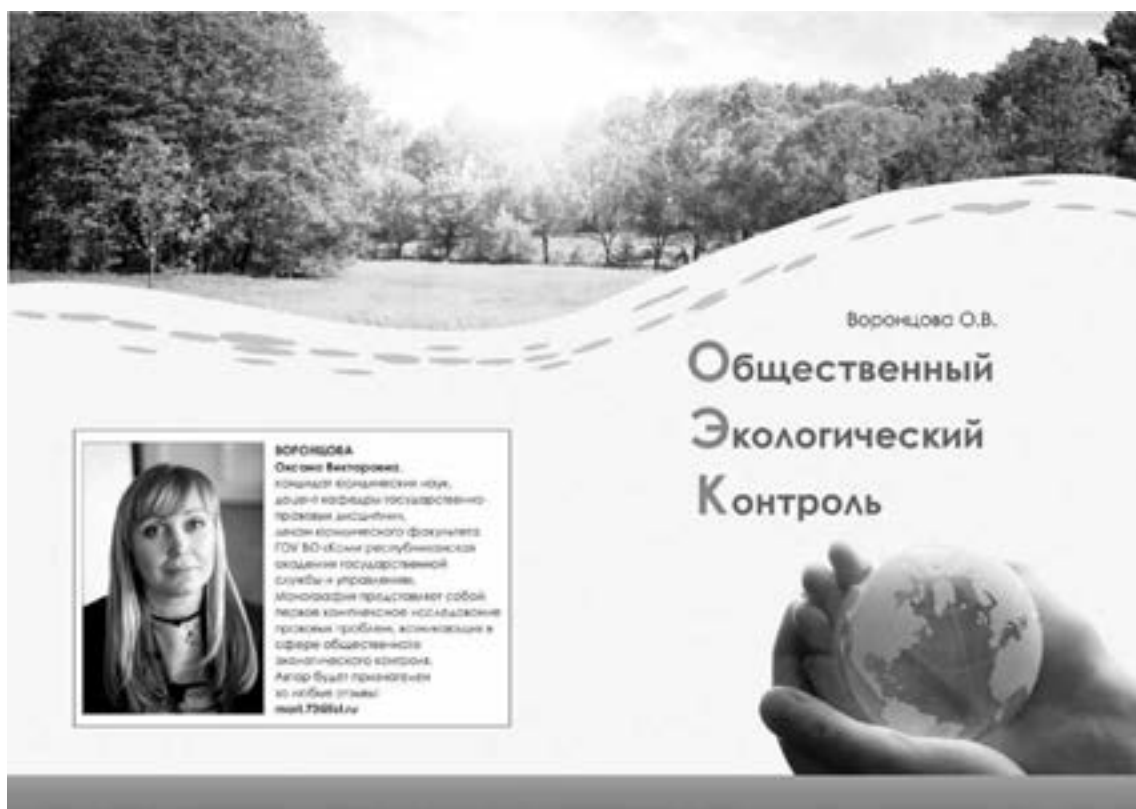 Воронцова О.В.
Общественный
Экологический
Контроль
ВОРОНЦОВА
Оксана Викторовна,
кандидат юридических наук,
доцент кафедры государственно-
правовых дисциплин,
декан юридического факультета
ГОУ ВО «Коми республиканская
академия государственной
службы и управления».
Монография представляет собой
первое комплексное исследование
правовых проблем, возникающих в
сфере общественного
экологического контроля.
Автор будет признателен
за любые отзывы: